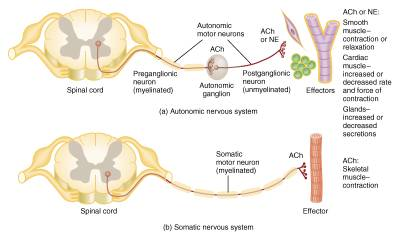 Autonomic
motor neurons
ACh
ACh
or NE
ACh or NE:
Smooth
muscle–
contraction or
relaxation
Cardiac
muscle–
increased or
decreased rate
and force of
contraction
Glands–
increased or
decreased
secretions
Preganglionic
neuron
(myelinated)
Autonomic
ganglion
Postganglionic
neuron
(unmyelinated)
Spinal cord
Effectors
(a) Autonomic nervous system
Somatic
motor neuron
(myelinated)
ACh
ACh:
Skeletal
muscle–
contraction
Spinal cord
Effector
(b) Somatic nervous system